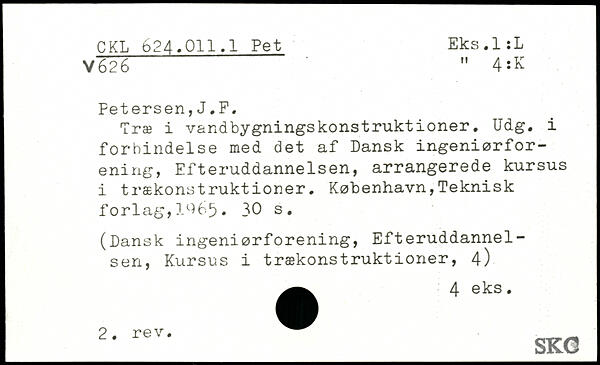 CKL 624.011.1 Pet Eks.1:L
V626 " 4:K
Petersen,J.F.
Træ i vandbygningskonstruktioner. Udg. i
forbindelse med det af Dansk ingeniørfor-
ening, Efteruddannelsen, arrangerede kursus
i trækonstruktioner. København,Teknisk
forlag,1965. 30 s.
(Dansk ingeniørforening, Efteruddannel-
sen, Kursus i trækonstruktioner, 4)
4 eks.
2. rev.
SKC